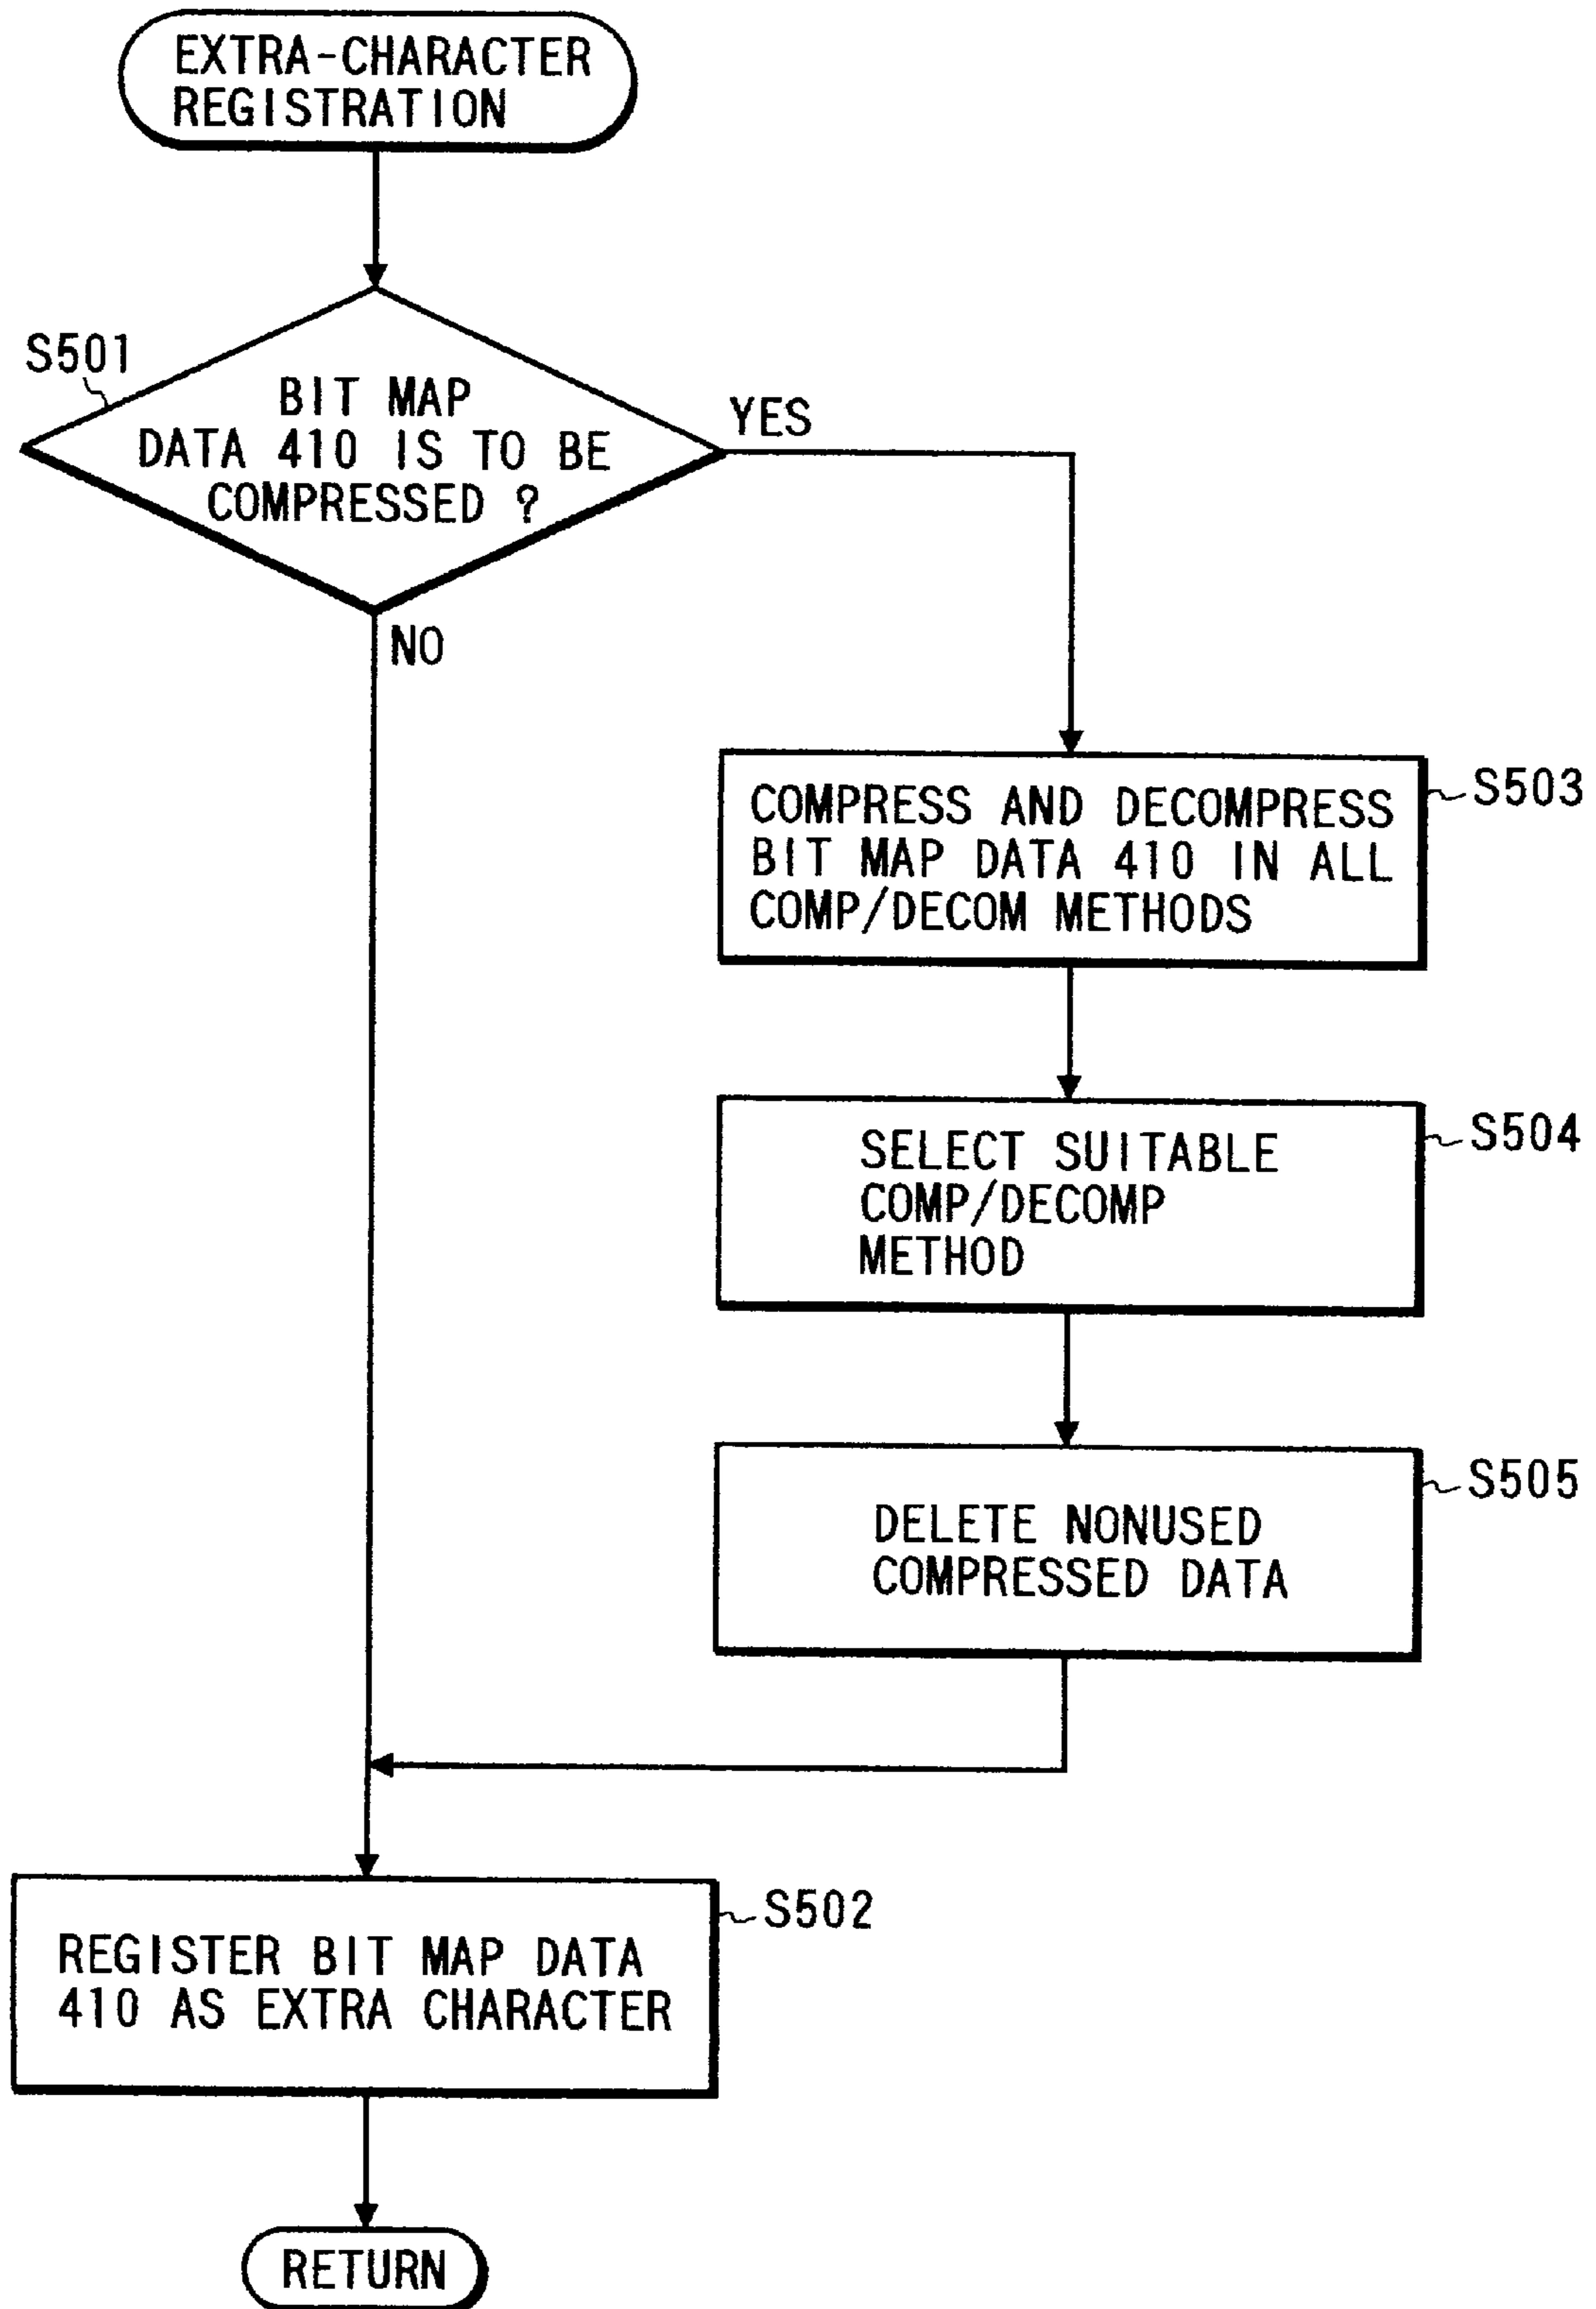 EXTRA-CHARACTER
REGISTRATION
S501
BIT MAP
DATA 410 IS TO BE
COMPRESSED ?
YES
NO
COMPRESS AND DECOMPRESS
BIT MAP DATA 410 IN ALL
COMP/DECOM METHODS
S503
SELECT SUITABLE
COMP/DECOMP
METHOD
S504
DELETE NONUSED
COMPRESSED DATA
S505
REGISTER BIT MAP DATA
410 AS EXTRA CHARACTER
S502
RETURN